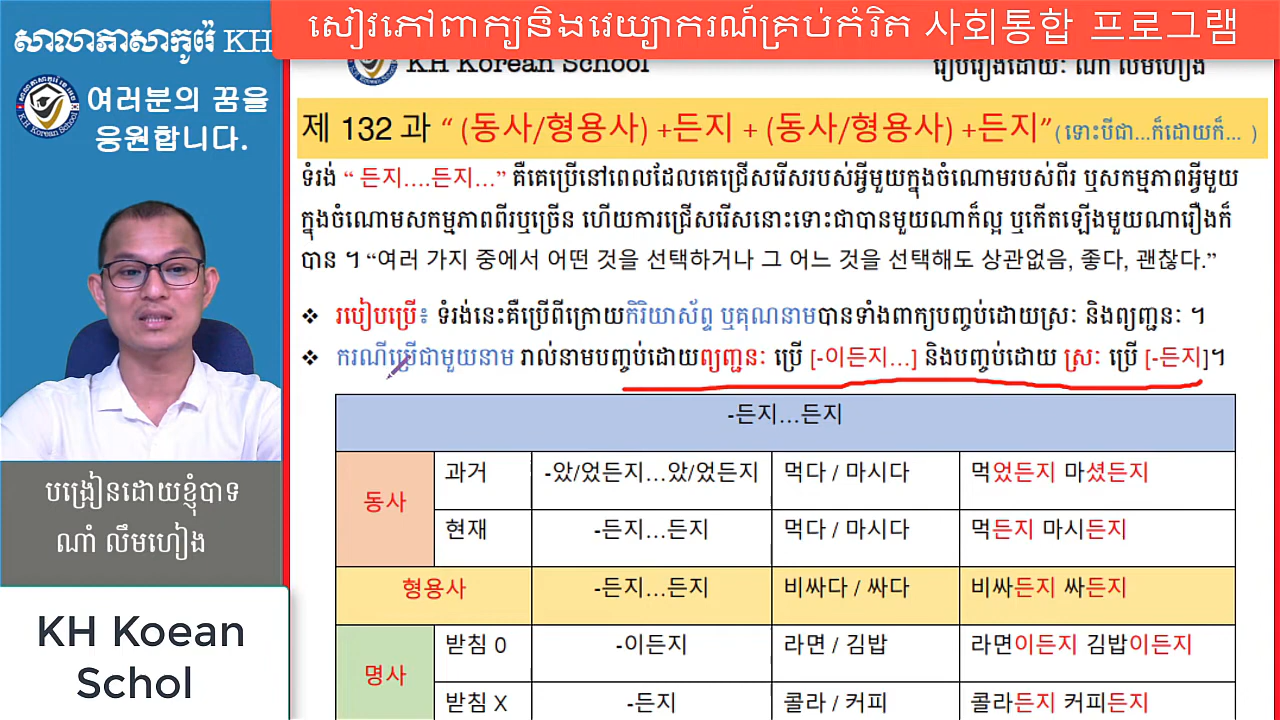 សៀវភៅពាក្យនិងវេយ្យាករណ៍គ្រប់កំរិត 사회통합 프로그램
សាលាភាសាកូរ៉េ KH
여러분의 꿈을
응원합니다.
KH Korean School
រៀបរៀងដោយៈ ណាំ លឹមហៀង
제 132 과 “ (동사/형용사) +든지 + (동사/형용사) +든지” ( ទោះបីជា...ក៏ដោយក៏... )
ទំរង់ “ 든지....든지...” គឺគេប្រើនៅពេលដែលគេជ្រើសរើសរបស់អ្វីមួយក្នុងចំណោមរបស់ពីរ ឬសកម្មភាពអ្វីមួយ
ក្នុងចំណោមសកម្មភាពពីរឬច្រើន ហើយការជ្រើសរើសនោះទោះជាបានមួយណាក៏ល្អ ឬកើតឡើងមួយណារឿងក៏
បាន ។ “여러 가지 중에서 어떤 것을 선택하거나 그 어느 것을 선택해도 상관없음, 좋다, 괜찮다.”
❖ របៀបប្រើ៖ ទំរង់នេះគឺប្រើពីក្រោយកិរិយាស័ព្ទ ឬគុណនាមបានទាំងពាក្យបញ្ចប់ដោយស្រៈ និងព្យញ្ជនៈ ។
❖ ករណីប្រើជាមួយនាម រាល់នាមបញ្ចប់ដោយព្យញ្ជនៈ ប្រើ [-이든지...] និងបញ្ចប់ដោយ ស្រៈ ប្រើ [-든지]។
-든지...든지
동사 과거 -았/었든지...았/었든지 먹다 / 마시다 먹었든지 마셨든지
현재 -든지...든지 먹다 / 마시다 먹든지 마시든지
형용사 -든지...든지 비싸다 / 싸다 비싸든지 싸든지
명사 받침 0 -이든지 라면 / 김밥 라면이든지 김밥이든지
받침 X -든지 콜라 / 커피 콜라든지 커피든지
បង្រៀនដោយខ្ញុំបាទ
ណាំ លឹមហៀង
KH Koean
Schol